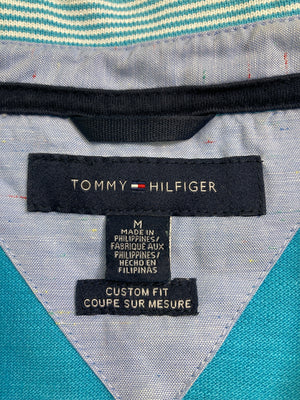 TOMMY HILFIGER
M
MADE IN
PHILIPPINES/
FABRIQUÉ AUX
PHILIPPINES/
HECHO EN
FILIPINAS
CUSTOM FIT
COUPE SUR MESURE